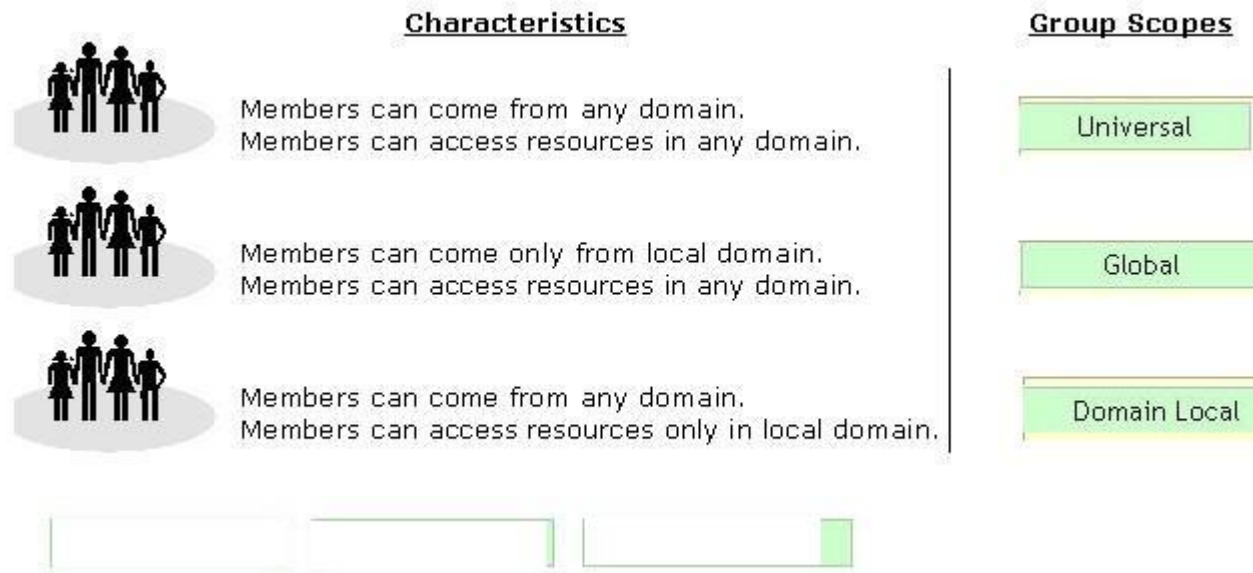 Characteristics
Group Scopes
Members can come from any domain.
Members can access resources in any domain.
Universal
Members can come only from local domain.
Members can access resources in any domain.
Global
Members can come from any domain.
Members can access resources only in local domain.
Domain Local